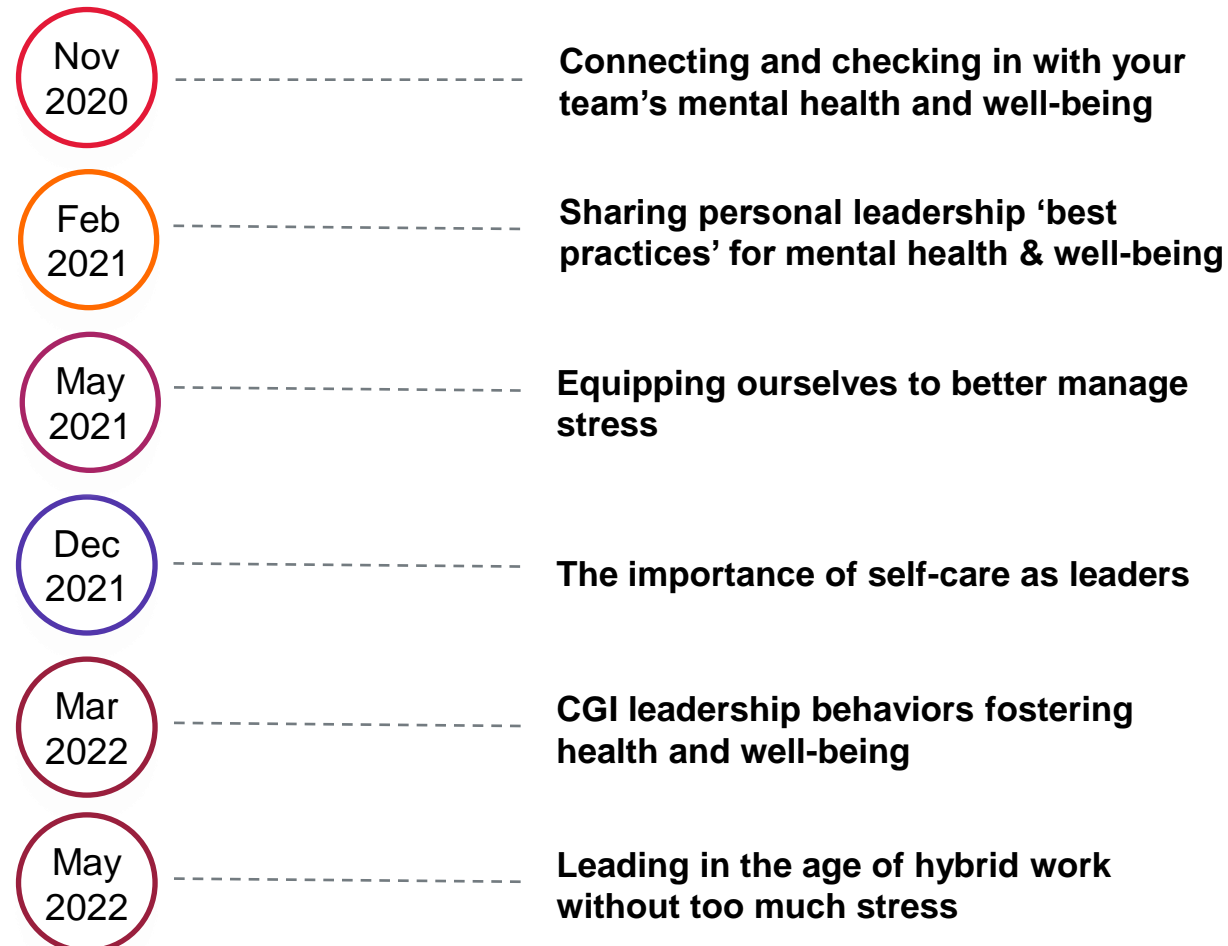 Nov
2020
Connecting and checking in with your
team’s mental health and well-being
Feb
2021
Sharing personal leadership ‘best
practices’ for mental health & well-being
May
2021
Equipping ourselves to better manage
stress
Dec
2021
The importance of self-care as leaders
Mar
2022
CGI leadership behaviors fostering
health and well-being
May
2022
Leading in the age of hybrid work
without too much stress